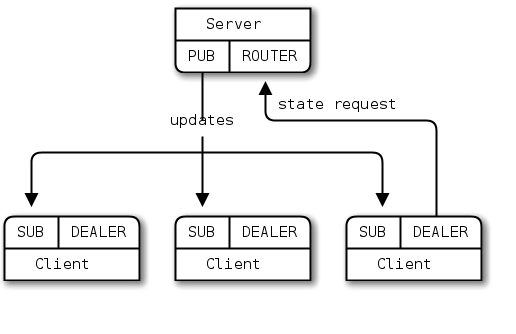 Server
PUB ROUTER
state request
updates
SUB DEALER SUB DEALER SUB DEALER
Client Client Client